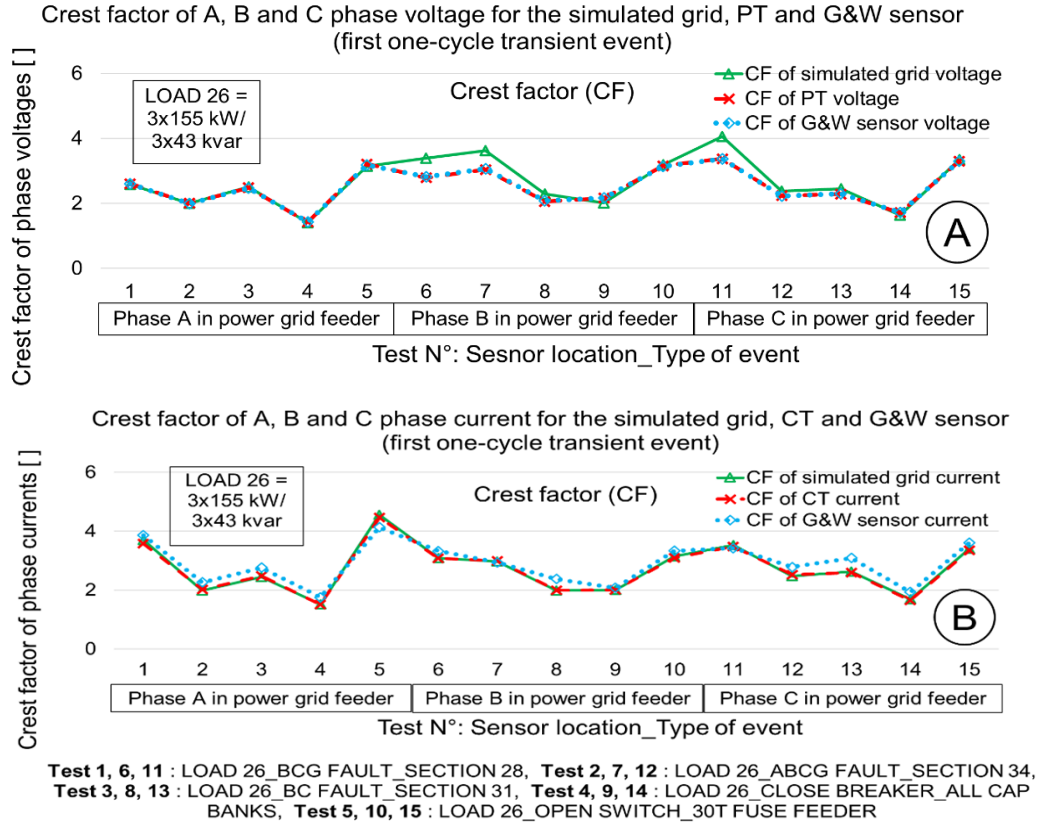 Crest factor of A, B and C phase voltage for the simulated grid, PT and G&W sensor
(first one-cycle transient event)
Crest factor of phase voltages [ ]
6
4
2
0
LOAD 26 =
3x155 kW/
3x43 kvar
Crest factor (CF)
CF of simulated grid voltage
CF of PT voltage
CF of G&W sensor voltage
A
1 2 3 4 5 6 7 8 9 10 11 12 13 14 15
Phase A in power grid feeder Phase B in power grid feeder Phase C in power grid feeder
Test N°: Sesnor location_Type of event
Crest factor of A, B and C phase current for the simulated grid, CT and G&W sensor
(first one-cycle transient event)
Crest factor of phase currents [ ]
6
4
2
0
LOAD 26 =
3x155 kW/
3x43 kvar
Crest factor (CF)
CF of simulated grid current
CF of CT current
CF of G&W sensor current
B
1 2 3 4 5 6 7 8 9 10 11 12 13 14 15
Phase A in power grid feeder Phase B in power grid feeder Phase C in power grid feeder
Test N°: Sensor location_Type of event
Test 1, 6, 11 : LOAD 26_BCG FAULT_SECTION 28, Test 2, 7, 12 : LOAD 26_ABCG FAULT_SECTION 34,
Test 3, 8, 13 : LOAD 26_BC FAULT_SECTION 31, Test 4, 9, 14 : LOAD 26_CLOSE BREAKER_ALL CAP
BANKS, Test 5, 10, 15 : LOAD 26_OPEN SWITCH_30T FUSE FEEDER